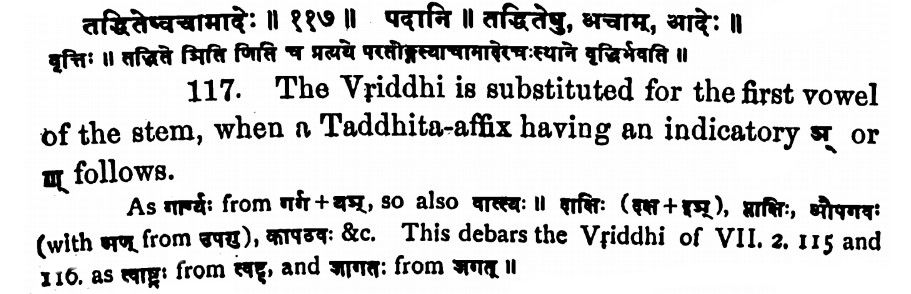 तद्धितेष्वचामादेः ॥ ११७ ॥ पदानि ॥ तद्धितेषु, अचाम्, आदेः ॥
वृत्तिः ॥ तद्धिते ञिति णिति च प्रत्यये परतोङ्गस्याचामादेरचःस्थाने वृद्धिर्भवति ॥
117. The Vṛiddhi is substituted for the first vowel
of the stem, when a Taddhita-affix having an indicatory ञ् or
ण् follows.
As गार्ग्यः from गर्ग + यञ्, so also वात्स्यः ॥ दाक्षिः (दक्ष + इञ्), प्लाक्षिः, औपगवः
(with अण् from उपगु), कापटवः &c. This debars the Vṛiddhi of VII. 2. 115 and
116. as त्वाष्ट्रः from त्वष्टृ, and जागतः from जगत् ॥